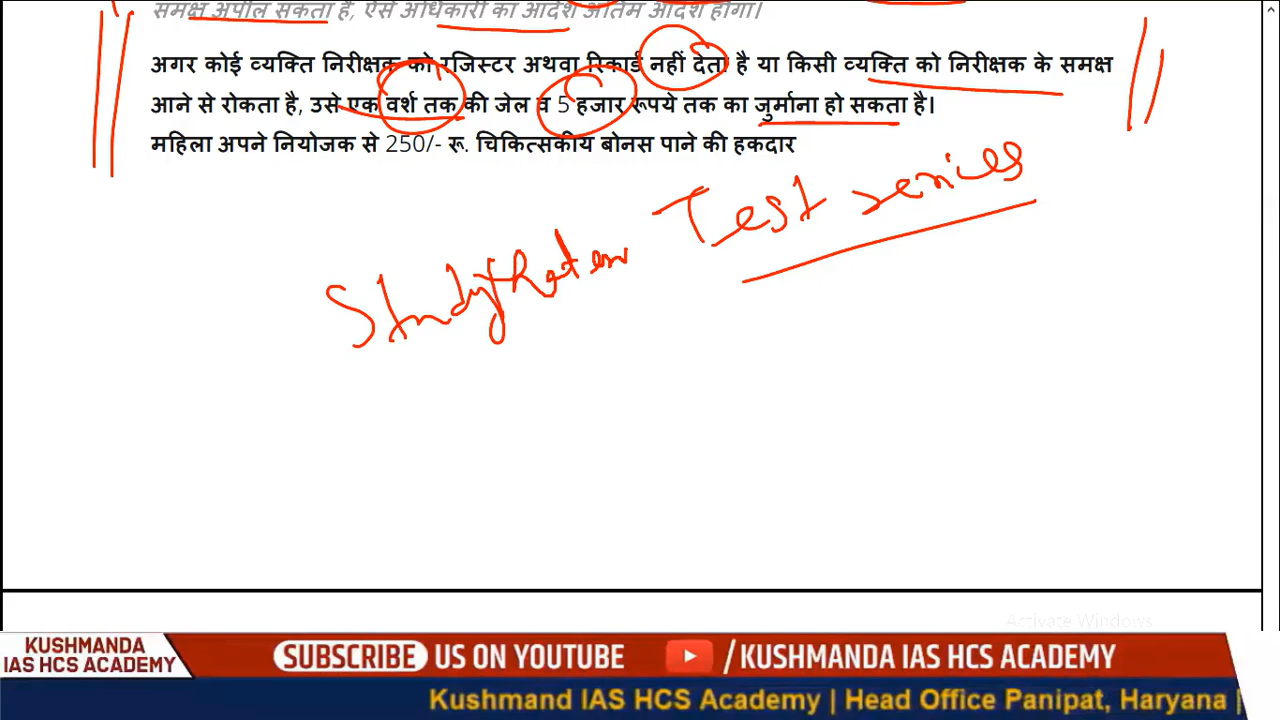 समक्ष अपील सकता है, ऐसे अधिकारी का आदेश अंतिम आदेश होगा।
अगर कोई व्यक्ति निरीक्षक को रजिस्टर अथवा रिकार्ड नहीं देता है या किसी व्यक्ति को निरीक्षक के समक्ष
आने से रोकता है, उसे एक वर्श तक की जेल व 5 हजार रूपये तक का जुर्माना हो सकता है।
महिला अपने नियोजक से 250/- रू. चिकित्सकीय बोनस पाने की हकदार
Test series
Activate Windows
KUSHMANDA
IAS HCS ACADEMY
SUBSCRIBE US ON YOUTUBE /KUSHMANDA IAS HCS ACADEMY
Kushmand IAS HCS Academy | Head Office Panipat, Haryana |